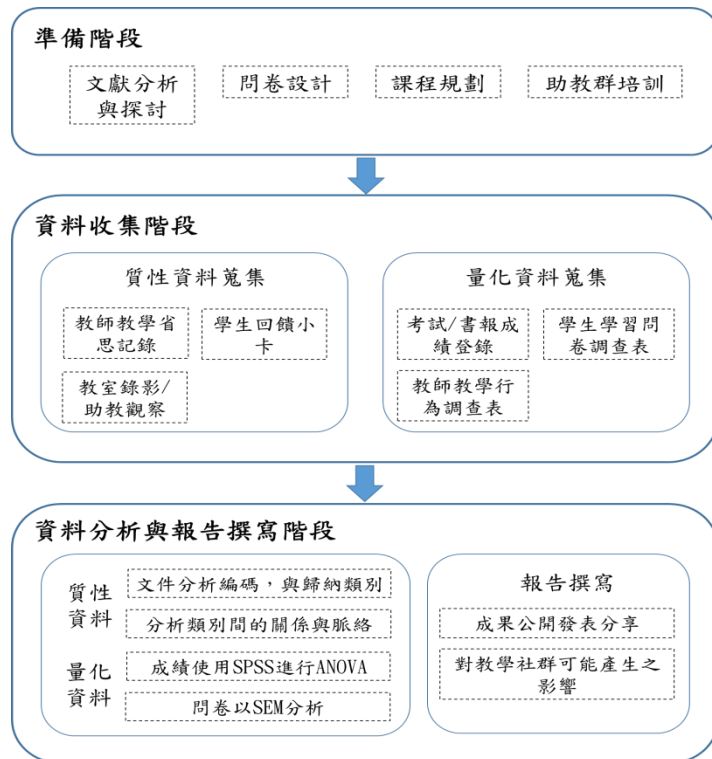 準備階段
文獻分析
與探討
問卷設計
課程規劃
助教群培訓
資料收集階段
質性資料蒐集
教師教學省
思記錄
學生回饋小
卡
教室錄影/
助教觀察
量化資料蒐集
考試/書報成
績登錄
學生學習問
卷調查表
教師教學行
為調查表
資料分析與報告撰寫階段
質性
資料
文件分析編碼，與歸納類別
分析類別間的關係與脈絡
量化
資料
成績使用SPSS進行ANOVA
問卷以SEM分析
報告撰寫
成果公開發表分享
對教學社群可能產生之
影響